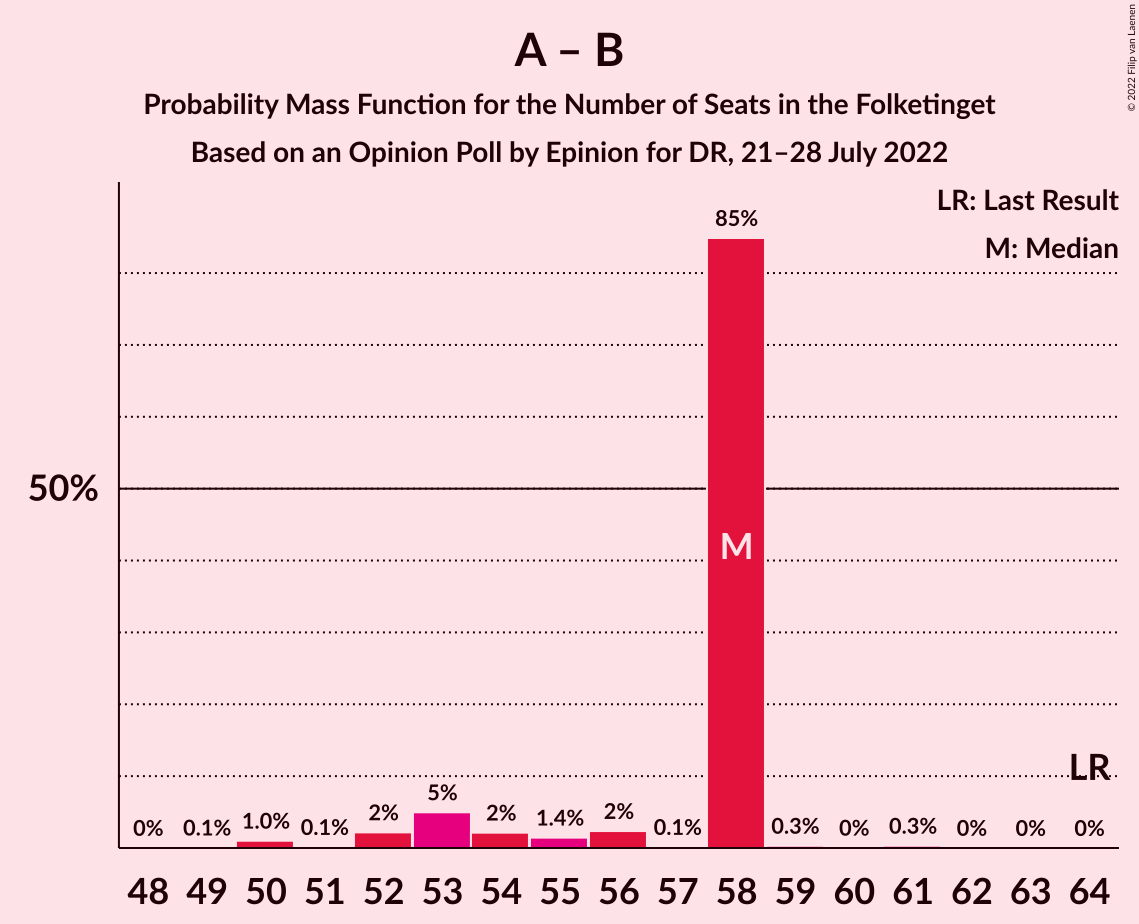 A – B
Probability Mass Function for the Number of Seats in the Folketinget
Based on an Opinion Poll by Epinion for DR, 21–28 July 2022
© 2022 Filip van Laenen
LR: Last Result
M: Median
85%
50%
M
LR
0% 0.1% 1.0% 0.1% 2% 5% 2% 1.4% 2% 0.1% 0.3% 0% 0.3% 0% 0% 0%
48 49 50 51 52 53 54 55 56 57 58 59 60 61 62 63 64